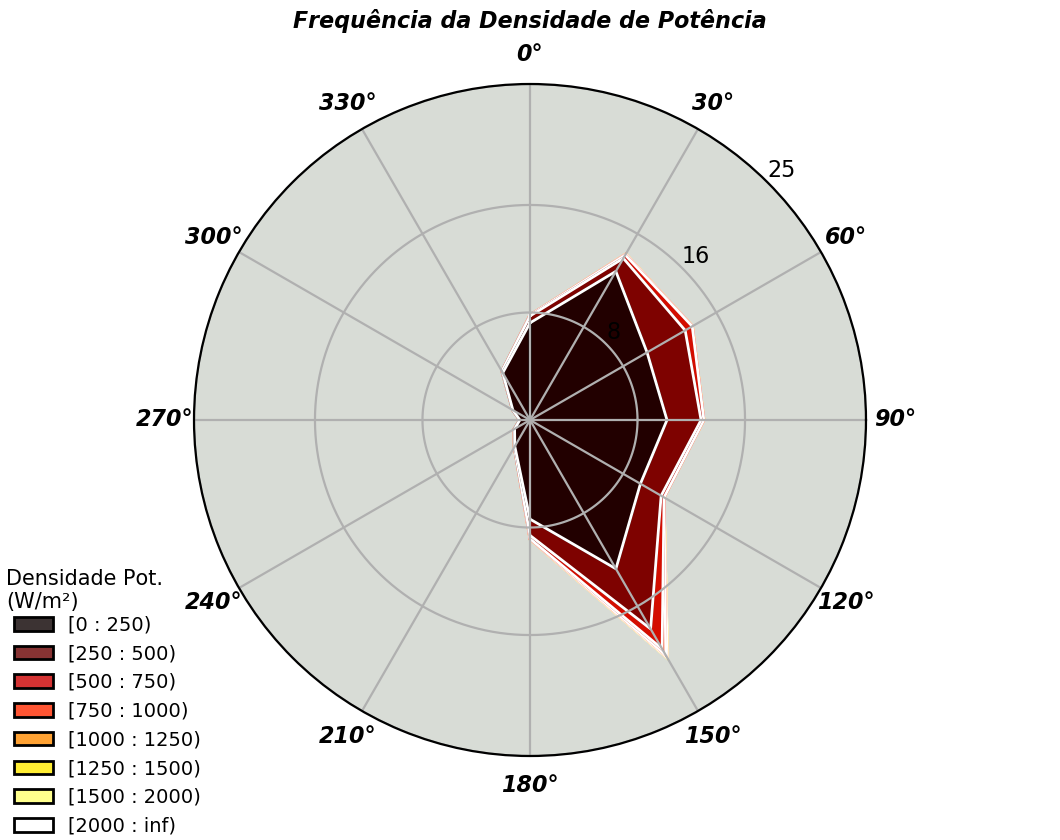 Frequência da Densidade de Potência
0°
30°
60°
90°
120°
150°
180°
210°
240°
270°
300°
330°
8
16
25
Densidade Pot.
(W/m²)
[0 : 250)
[250 : 500)
[500 : 750)
[750 : 1000)
[1000 : 1250)
[1250 : 1500)
[1500 : 2000)
[2000 : inf)